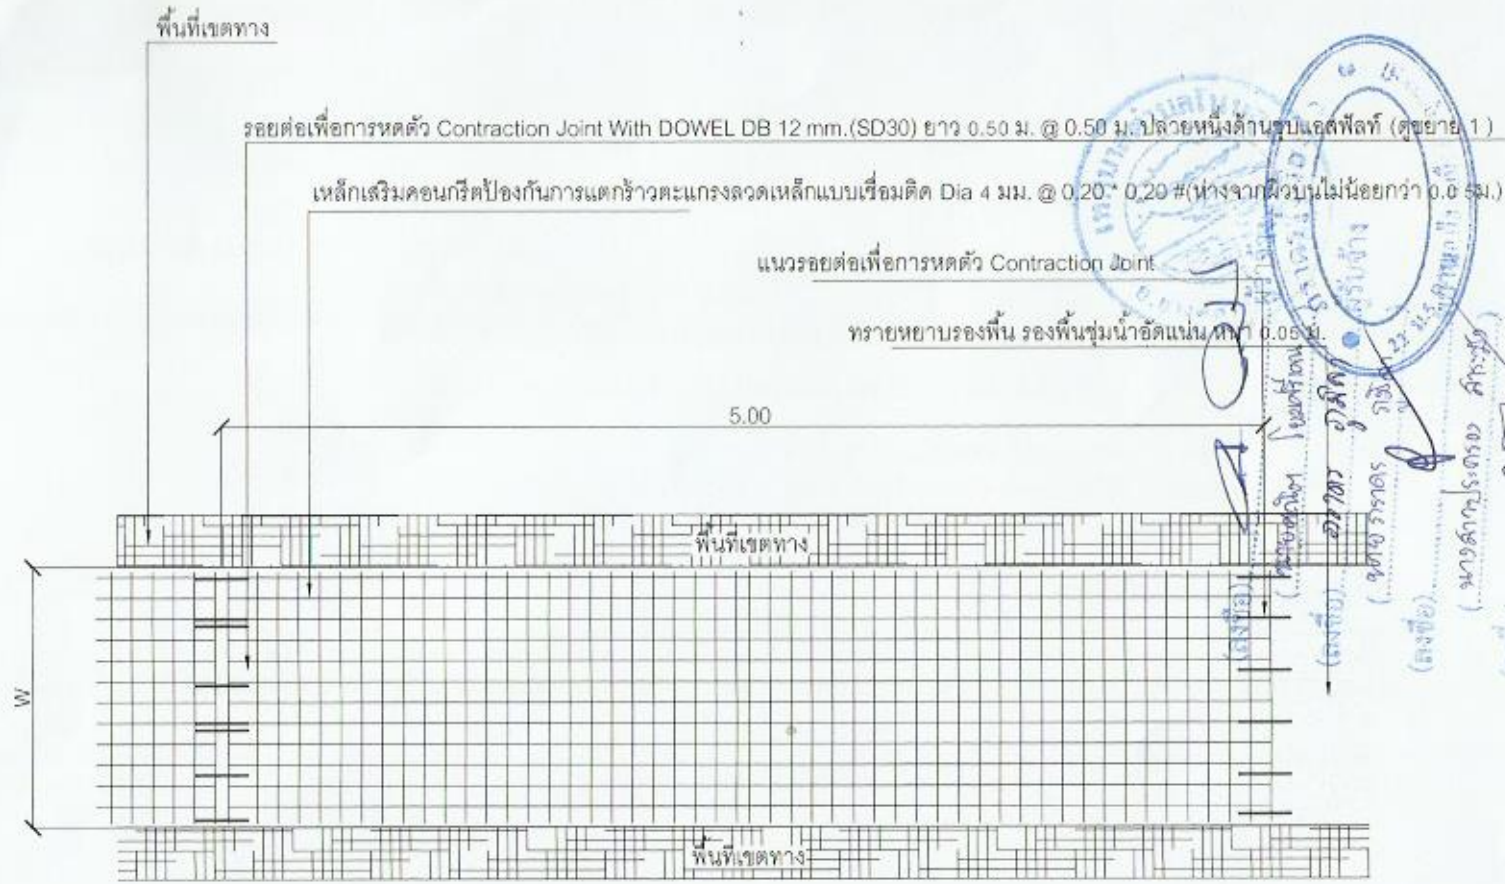 พื้นที่เขตทาง
รอยต่อเพื่อการหดตัว Contraction Joint With DOWEL DB 12 mm.(SD30) ยาว 0.50 ม. @ 0.50 ม. ปลายหนึ่งด้านชุบแอสฟัลท์ (ดูขยาย 1 )
เหล็กเสริมคอนกรีตป้องกันการแตกร้าวตะแกรงลวดเหล็กแบบเชื่อมติด Dia 4 มม. @ 0.20 * 0.20 #(ห่างจากผิวบนไม่น้อยกว่า 0.05ม.)
แนวรอยต่อเพื่อการหดตัว Contraction Joint
ทรายหยาบรองพื้น รองพื้นชุ่มน้ำอัดแน่น หนา 0.05 ม.
5.00
พื้นที่เขตทาง
W
พื้นที่เขตทาง
(ลงชื่อ)
(ลงชื่อ) ผู้รับจ้าง
(ลงชื่อ)